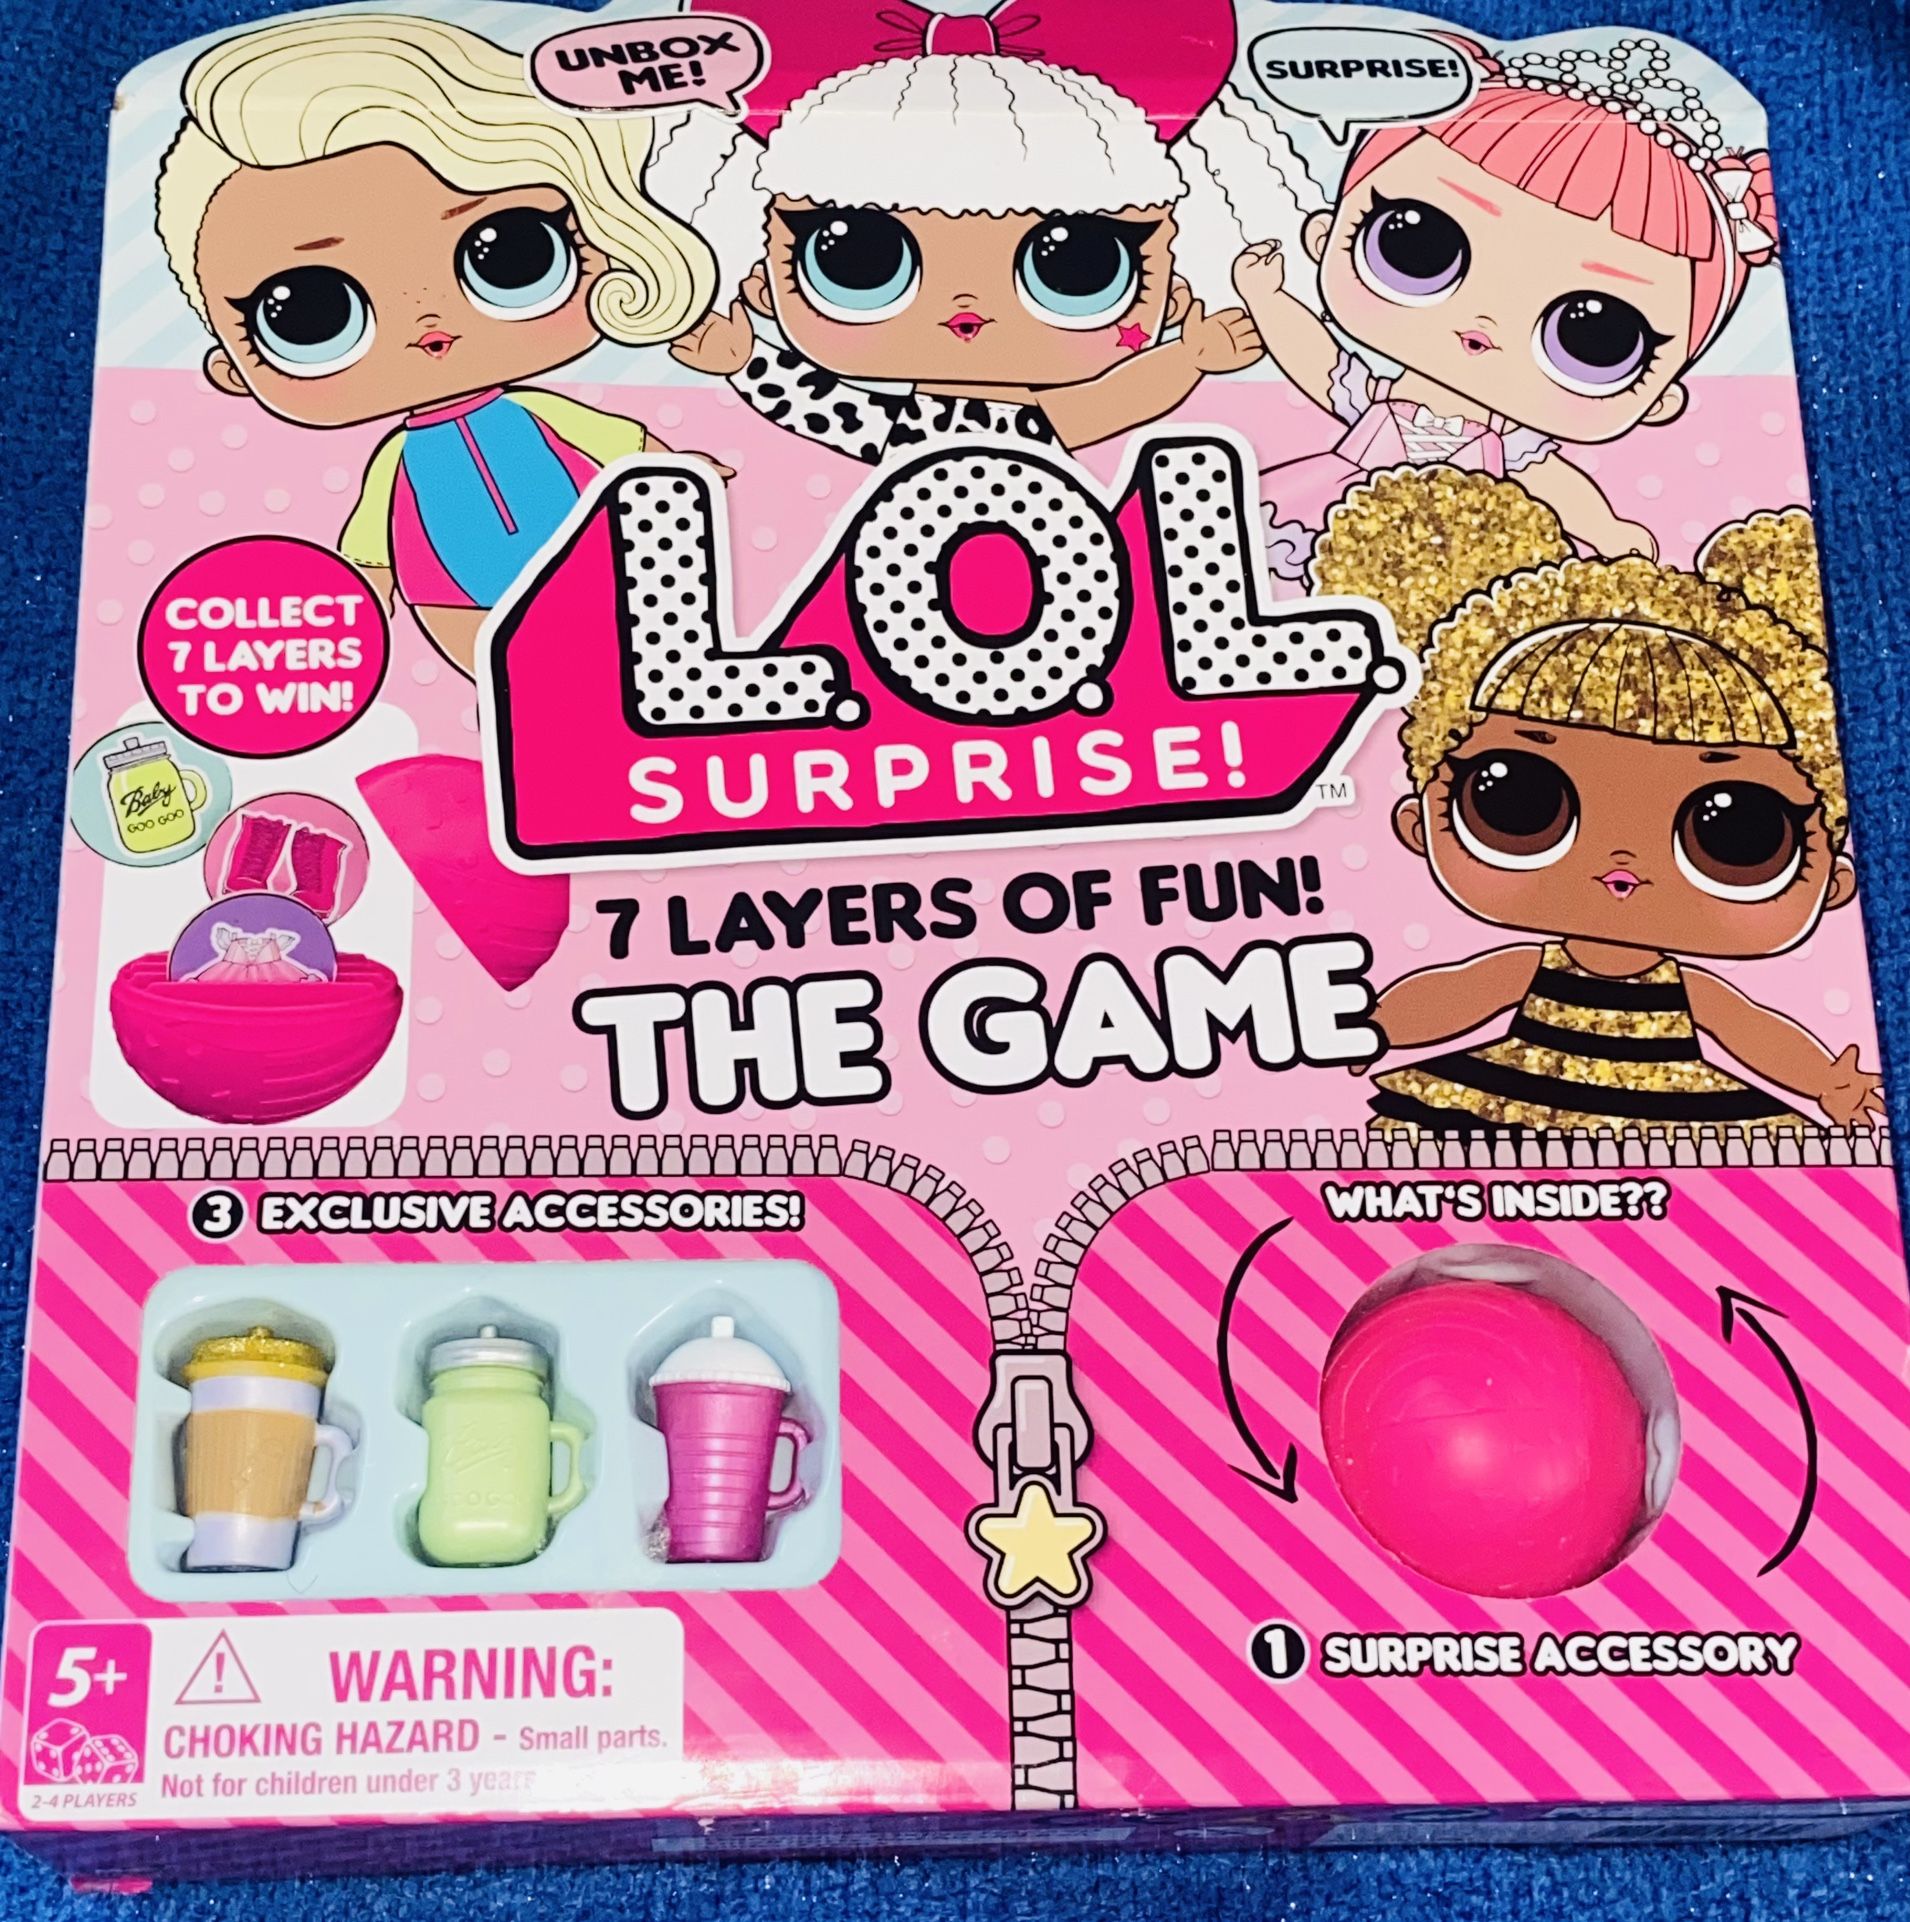 UNBOX
ME!
SURPRISE!
COLLECT
7 LAYERS
TO WIN!
Baby
GOO GOO
L.O.L.
SURPRISE!
TM
7 LAYERS OF FUN!
THE GAME
3 EXCLUSIVE ACCESSORIES!
WHAT'S INSIDE??
1 SURPRISE ACCESSORY
5+
2-4 PLAYERS
WARNING:
CHOKING HAZARD - Small parts.
Not for children under 3 years